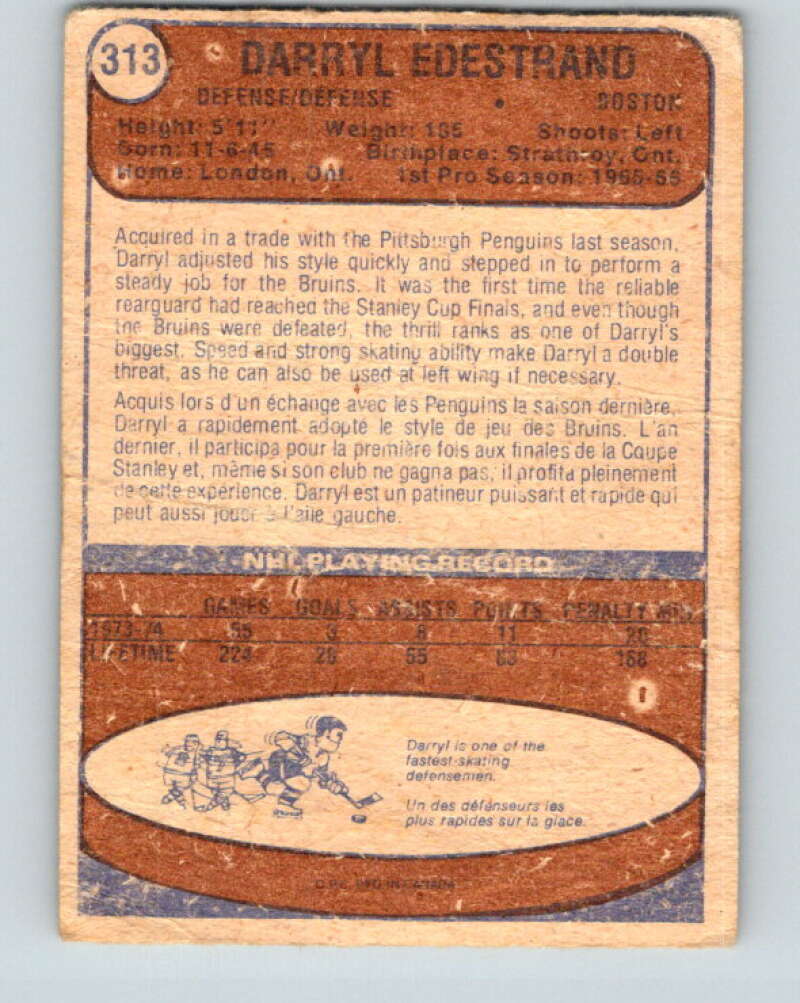 313
DARRYL EDESTRAND
DEFENSE/DÉFENSE • BOSTON
Height: 5'11" Weight: 185 Shoots: Left
Born: 11-6-45 Birthplace: Strathroy, Ont.
Home: London, Ont. 1st Pro Season:
Acquired in a trade with the Pittsburgh Penguins last season,
Darryl adjusted his style quickly and stepped in to perform a
steady job for the Bruins. It was the first time the reliable
rearguard had reached the Stanley Cup Finals, and even though
the Bruins were defeated, the thrill ranks as one of Darryl's
biggest. Speed and strong skating ability make Darryl a double
threat, as he can also be used at left wing if necessary.
Acquis lors d'un échange avec les Penguins la saison dernière,
Darryl a rapidement adopté le style de jeu des Bruins. L'an
dernier, il participa pour la première fois aux finales de la Coupe
Stanley et, même si son club ne gagna pas, il profita pleinement
de cette expérience. Darryl est un patineur puissant et rapide qui
peut aussi jouer à l'aile gauche.
NHL PLAYING RECORD
GAMES GOALS ASSISTS POINTS PENALTY MIN
1973-74 55 3 8 11 20
LIFETIME 224 28 55 83 168
Darryl is one of the
fastest-skating
defensemen.
Un des défenseurs les
plus rapides sur la glace.
IN CANADA